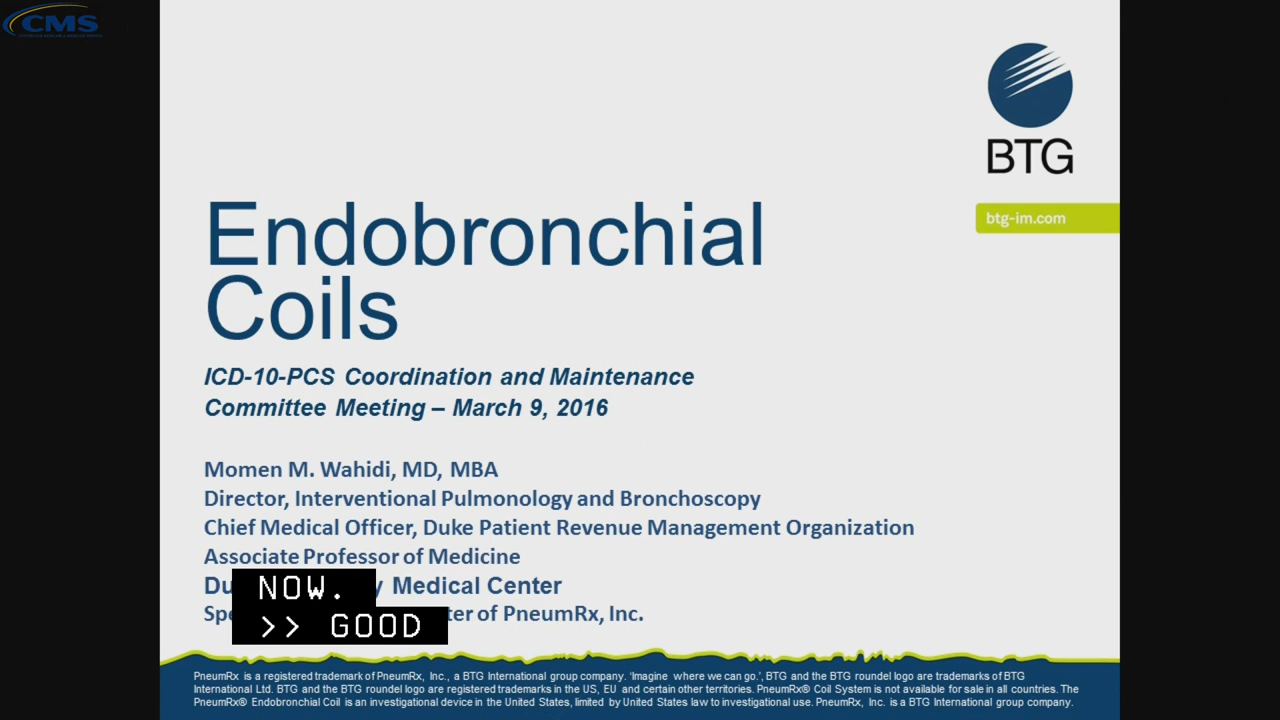 CMS
BTG
btg-im.com
Endobronchial
Coils
ICD-10-PCS Coordination and Maintenance
Committee Meeting – March 9, 2016
Momen M. Wahidi, MD, MBA
Director, Interventional Pulmonology and Bronchoscopy
Chief Medical Officer, Duke Patient Revenue Management Organization
Associate Professor of Medicine
Medical Center
of PneumRx, Inc.
NOW.
>> GOOD
PneumRx is a registered trademark of PneumRx, Inc., a BTG International group company. 'Imagine where we can go.', BTG and the BTG roundel logo are trademarks of BTG
International Ltd. BTG and the BTG roundel logo are registered trademarks in the US, EU and certain other territories. PneumRx® Coil System is not available for sale in all countries. The
PneumRx® Endobronchial Coil is an investigational device in the United States, limited by United States law to investigational use. PneumRx, Inc. is a BTG International group company.